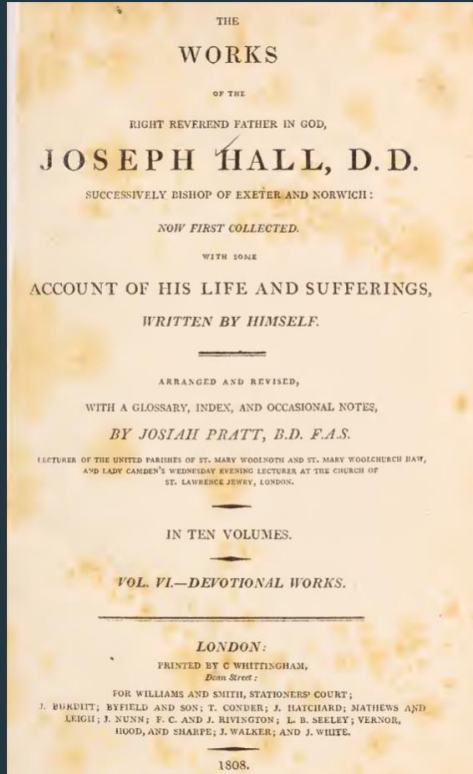 THE
WORKS
OF THE
RIGHT REVEREND FATHER IN GOD,
JOSEPH HALL, D.D.
SUCCESSIVELY BISHOP OF EXETER AND NORWICH:
NOW FIRST COLLECTED.
WITH SOME
ACCOUNT OF HIS LIFE AND SUFFERINGS,
WRITTEN BY HIMSELF.
ARRANGED AND REVISED,
WITH A GLOSSARY, INDEX, AND OCCASIONAL NOTES,
BY JOSIAH PRATT, B.D. F.A.S.
LECTURER OF THE UNITED PARISHES OF ST. MARY WOOLNOTH AND ST. MARY WOOLCHURCH HAW,
AND LADY CAMDEN'S WEDNESDAY EVENING LECTURER AT THE CHURCH OF
ST. LAWRENCE JEWRY, LONDON.
IN TEN VOLUMES.
VOL. VI.—DEVOTIONAL WORKS.
LONDON:
PRINTED BY C WHITTINGHAM,
Dean Street;
FOR WILLIAMS AND SMITH, STATIONERS' COURT;
J. BURDITT; BYFIELD AND SON; T. CONDER; J. HATCHARD; MATHEWS AND
LEIGH; J. NUNN; F. C. AND J. RIVINGTON; L. B. SEELEY; VERNOR,
HOOD, AND SHARPE; J. WALKER; AND J. WHITE.
1808.